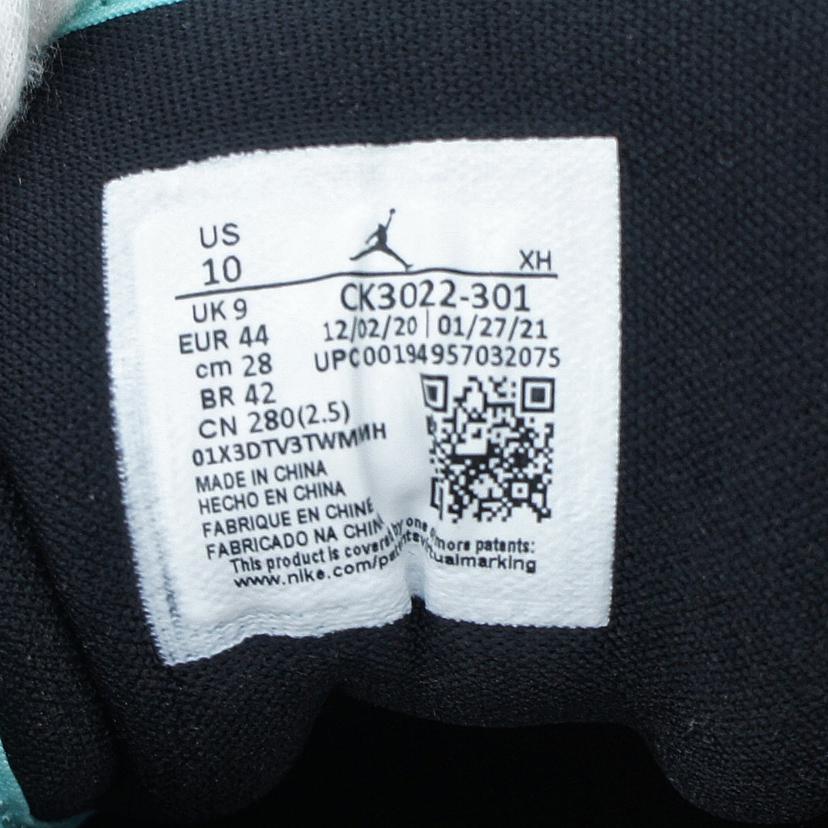 US
10
XH
UK 9
EUR 44
cm 28
BR 42
CN 280(2.5)
CK3022-301
12/02/20 | 01/27/21
UPC00194957032075
01X3DTV3TWMMMH
MADE IN CHINA
HECHO EN CHINA
FABRIQUE EN CHINE
FABRICADO NA CHINA
This product is covered by one or more patents:
www.nike.com/patentsvirtualmarking